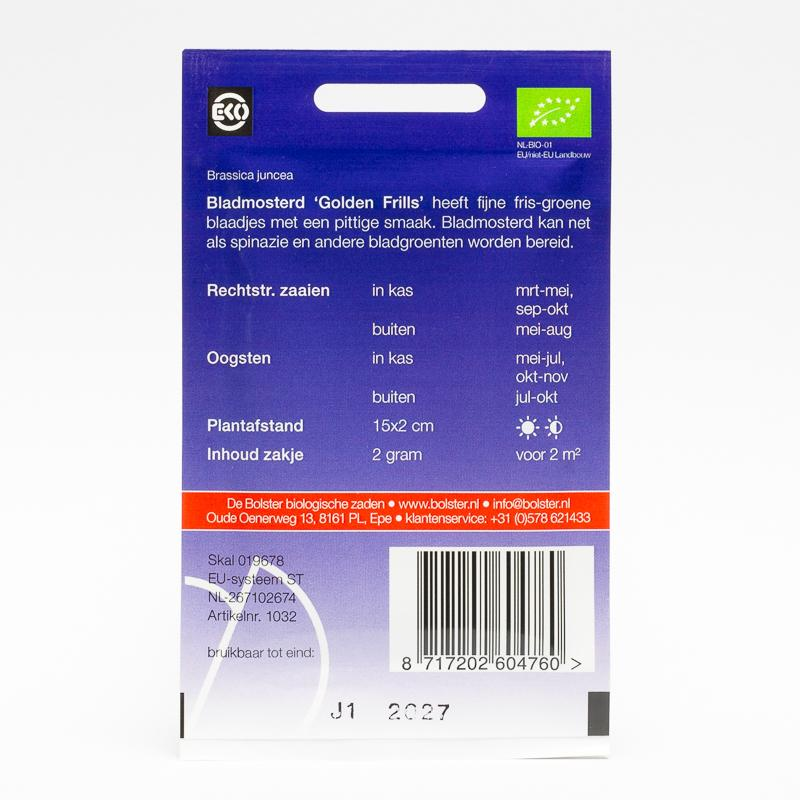 EKO
NL-BIO-01
EU/niet-EU Landbouw
Brassica juncea
Bladmosterd ‘Golden Frills’ heeft fijne fris-groene
blaadjes met een pittige smaak. Bladmosterd kan net
als spinazie en andere bladgroenten worden bereid.
Rechtstr. zaaien in kas mrt-mei,
sep-okt
buiten mei-aug
Oogsten in kas mei-jul,
okt-nov
buiten jul-okt
Plantafstand 15x2 cm
Inhoud zakje 2 gram voor 2 m²
De Bolster biologische zaden • www.bolster.nl • info@bolster.nl
Oude Oenerweg 13, 8161 PL, Epe • klantenservice: +31 (0)578 621433
Skal 019678
EU-systeem ST
NL-267102674
Artikelnr. 1032
bruikbaar tot eind:
8 717202 604760 >
J1 2027